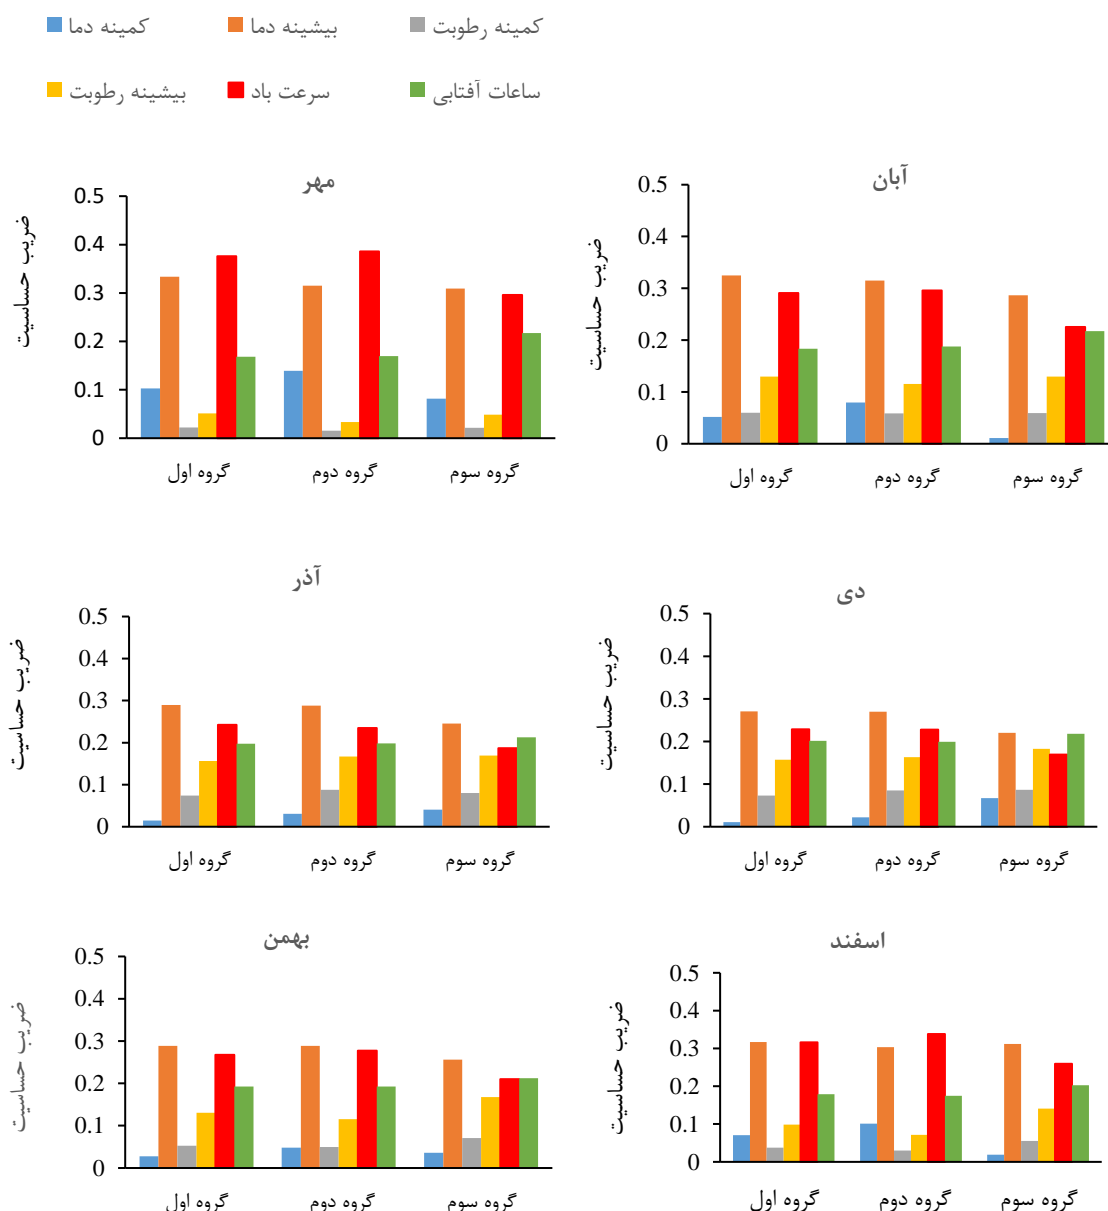 کمینه دما بیشینه دما کمینه رطوبت
بیشینه رطوبت سرعت باد ساعات آفتابی
مهر
ضریب حساسیت
0.5
0.4
0.3
0.2
0.1
0
گروه اول گروه دوم گروه سوم
آبان
ضریب حساسیت
0.5
0.4
0.3
0.2
0.1
0
گروه اول گروه دوم گروه سوم
آذر
ضریب حساسیت
0.5
0.4
0.3
0.2
0.1
0
گروه اول گروه دوم گروه سوم
دی
ضریب حساسیت
0.5
0.4
0.3
0.2
0.1
0
گروه اول گروه دوم گروه سوم
بهمن
ضریب حساسیت
0.5
0.4
0.3
0.2
0.1
0
گروه اول گروه دوم گروه سوم
اسفند
ضریب حساسیت
0.5
0.4
0.3
0.2
0.1
0
گروه اول گروه دوم گروه سوم